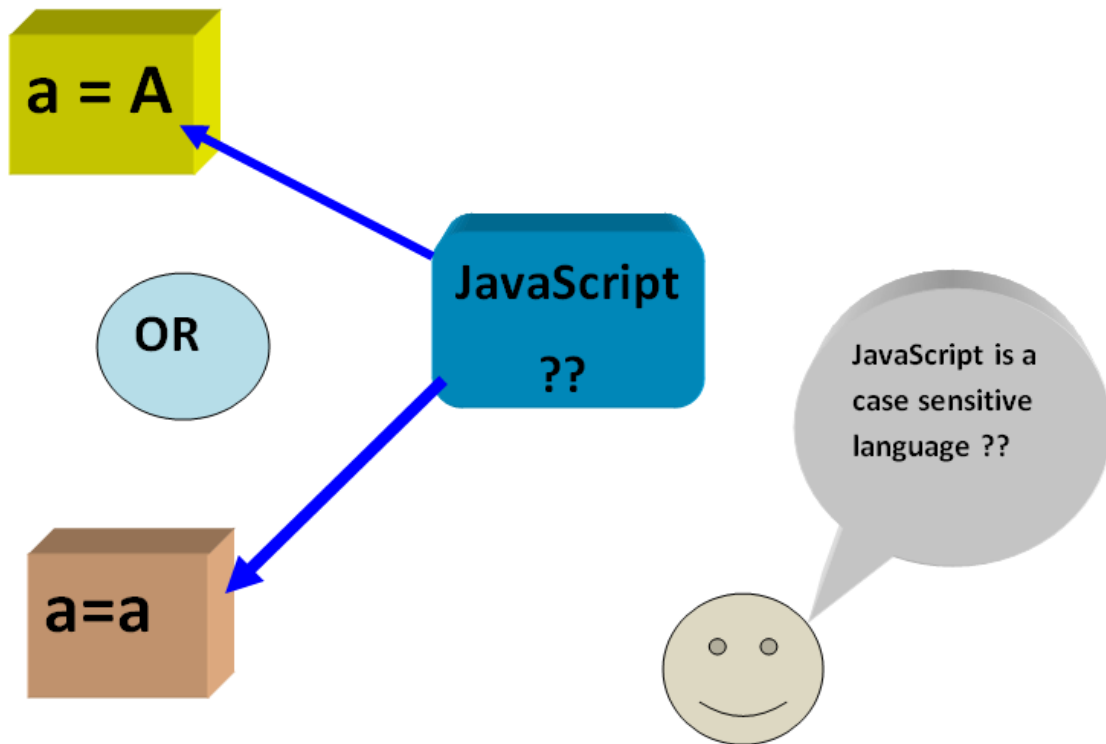 a = A
JavaScript
??
OR
JavaScript is a
case sensitive
language ??
a=a